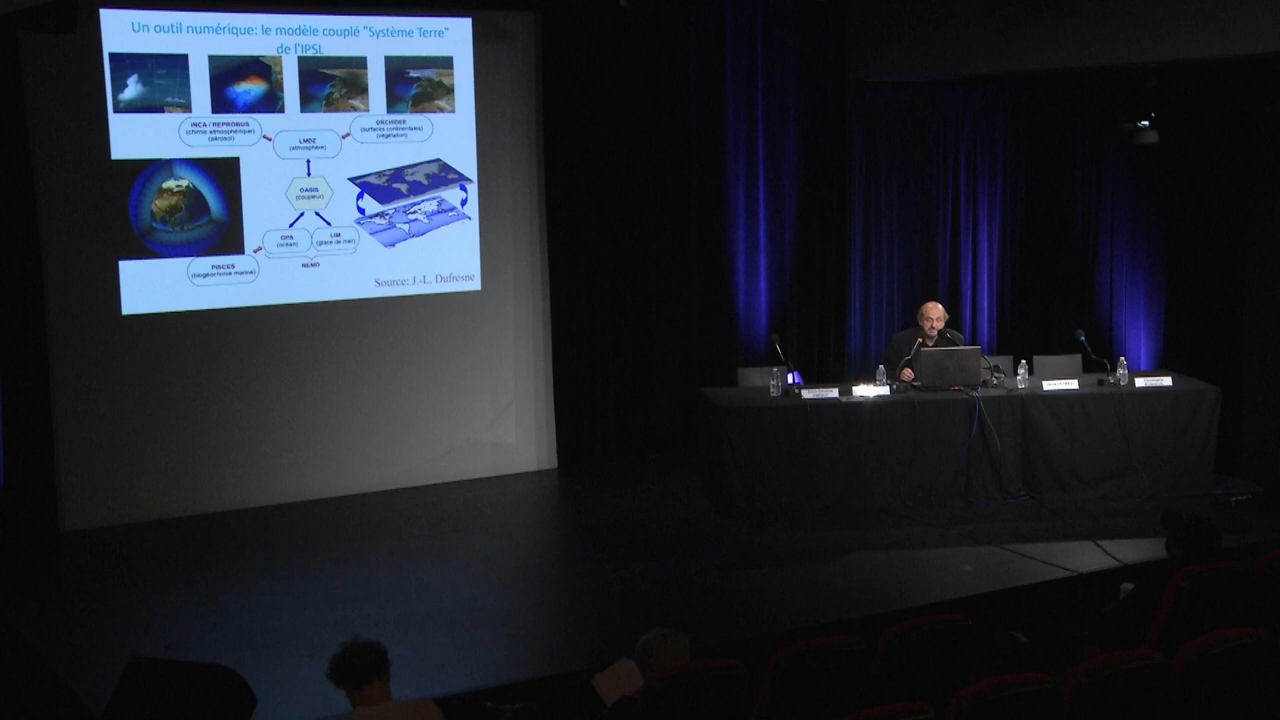 Un outil numérique: le modèle couplé "Système Terre"
de l'IPSL
INCA / REPROBUS
(chimie atmosphérique)
(aérosol)
ORCHIDEE
(surfaces continentales)
(végétation)
LMDZ
(atmosphère)
OASIS
(coupleur)
OPA
(océan)
LIM
(glace de mer)
NEMO
PISCES
(biogéochimie marine)
Source: J.-L. Dufresne